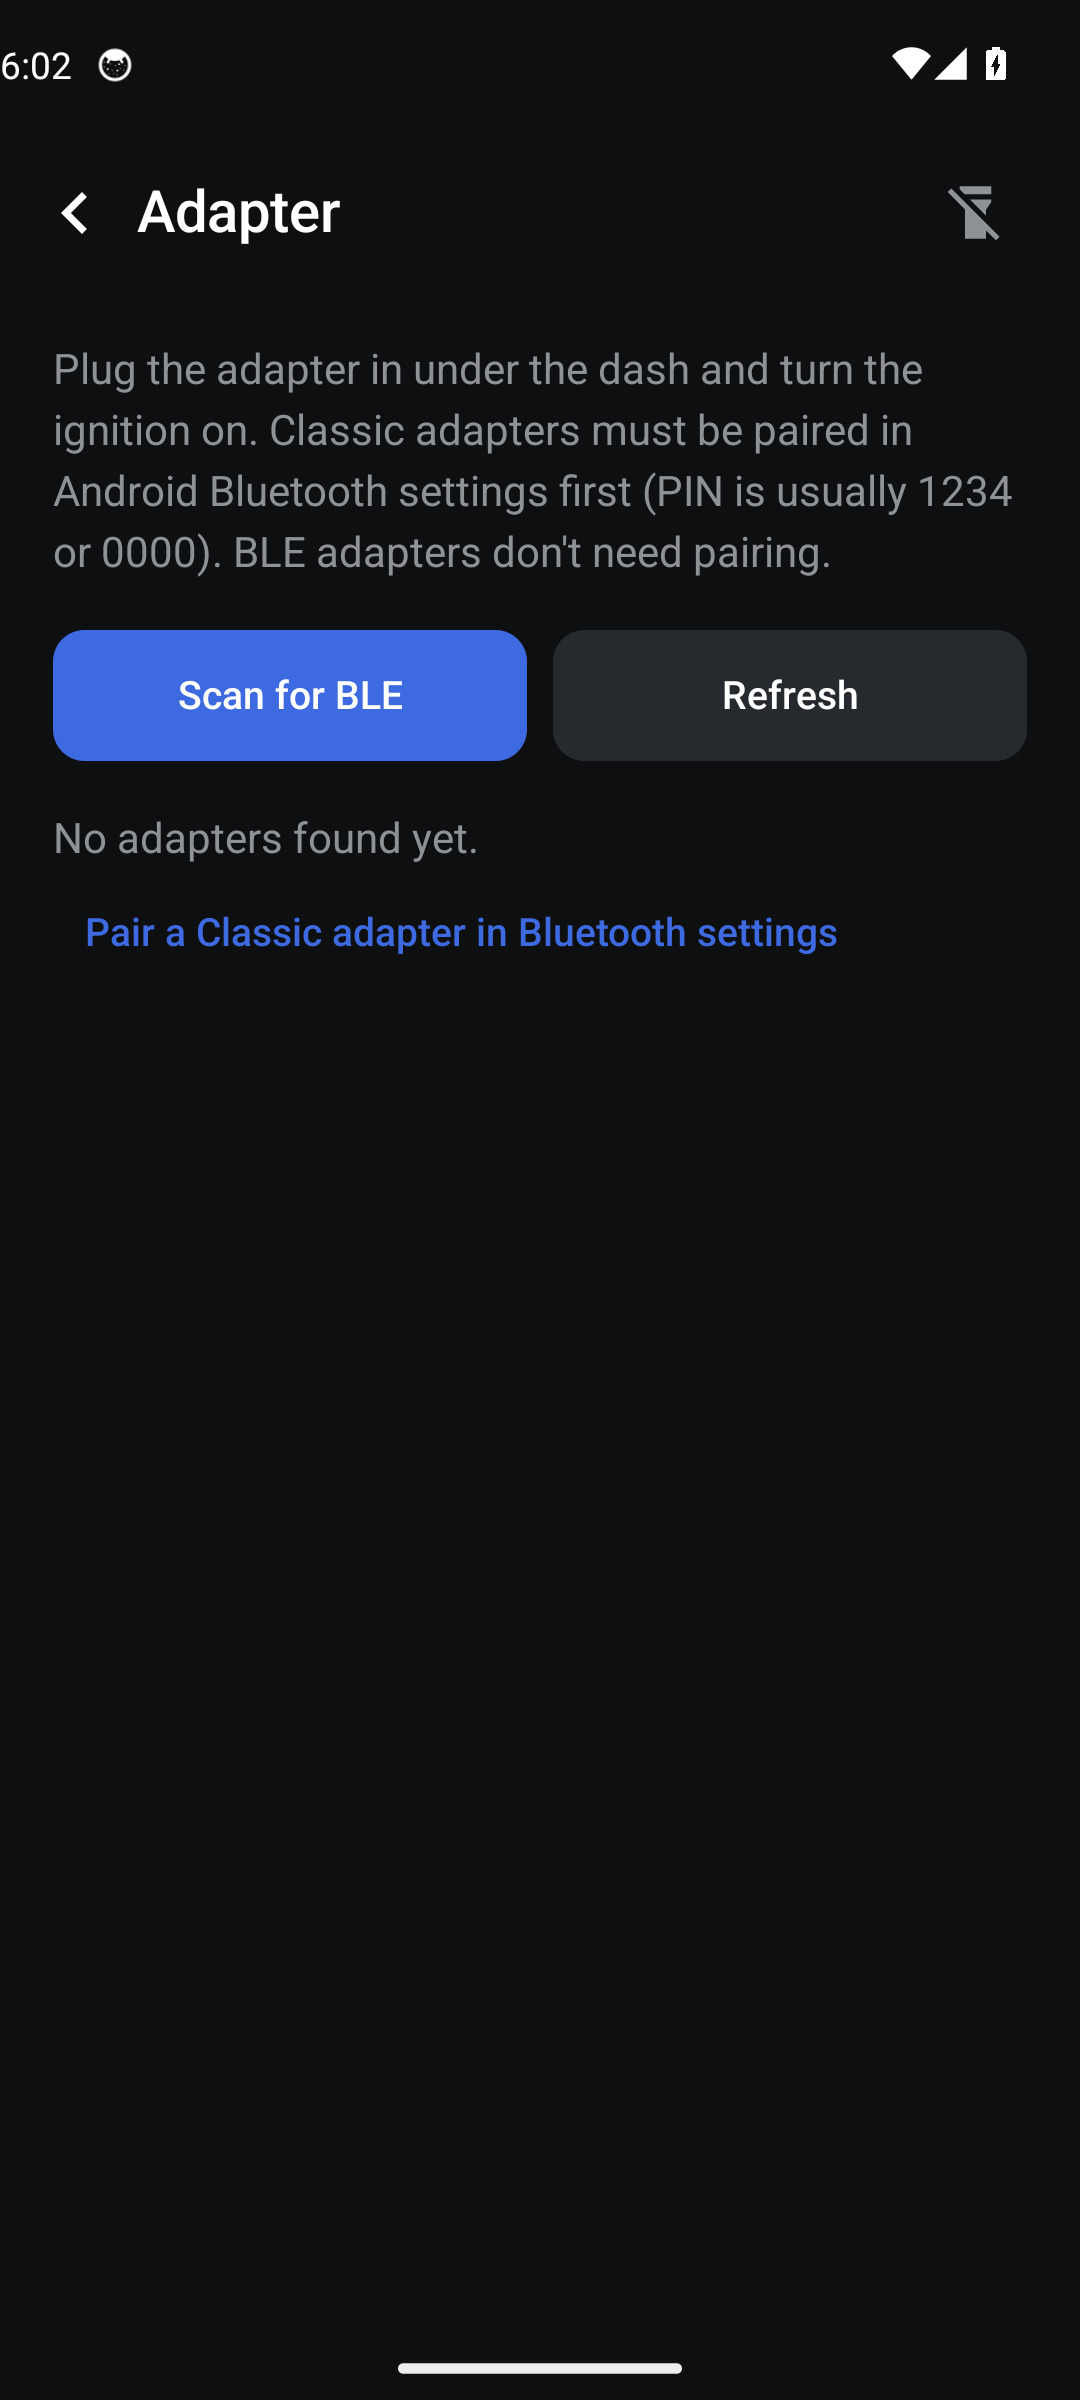 6:02
Adapter
Plug the adapter in under the dash and turn the
ignition on. Classic adapters must be paired in
Android Bluetooth settings first (PIN is usually 1234
or 0000). BLE adapters don't need pairing.
Scan for BLE
Refresh
No adapters found yet.
Pair a Classic adapter in Bluetooth settings